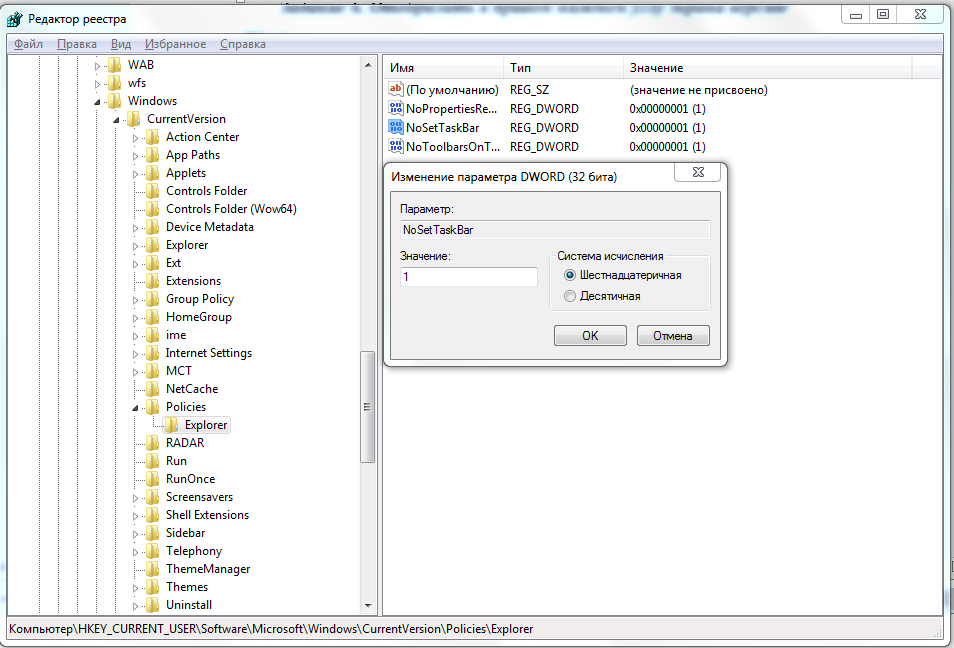 Редактор реестра
Файл Правка Вид Избранное Справка
WAB
wfs
Windows
CurrentVersion
Action Center
App Paths
Applets
Controls Folder
Controls Folder (Wow64)
Device Metadata
Explorer
Ext
Extensions
Group Policy
HomeGroup
ime
Internet Settings
MCT
NetCache
Policies
Explorer
RADAR
Run
RunOnce
Screensavers
Shell Extensions
Sidebar
Telephony
ThemeManager
Themes
Uninstall
Имя Тип Значение
(По умолчанию) REG_SZ (значение не присвоено)
NoPropertiesRe... REG_DWORD 0x00000001 (1)
NoSetTaskBar REG_DWORD 0x00000001 (1)
NoToolbarsOnT... REG_DWORD 0x00000001 (1)
Изменение параметра DWORD (32 бита)
Параметр:
NoSetTaskBar
Значение:
1
Система исчисления
Шестнадцатеричная
Десятичная
OK Отмена
Компьютер\HKEY_CURRENT_USER\Software\Microsoft\Windows\CurrentVersion\Policies\Explorer